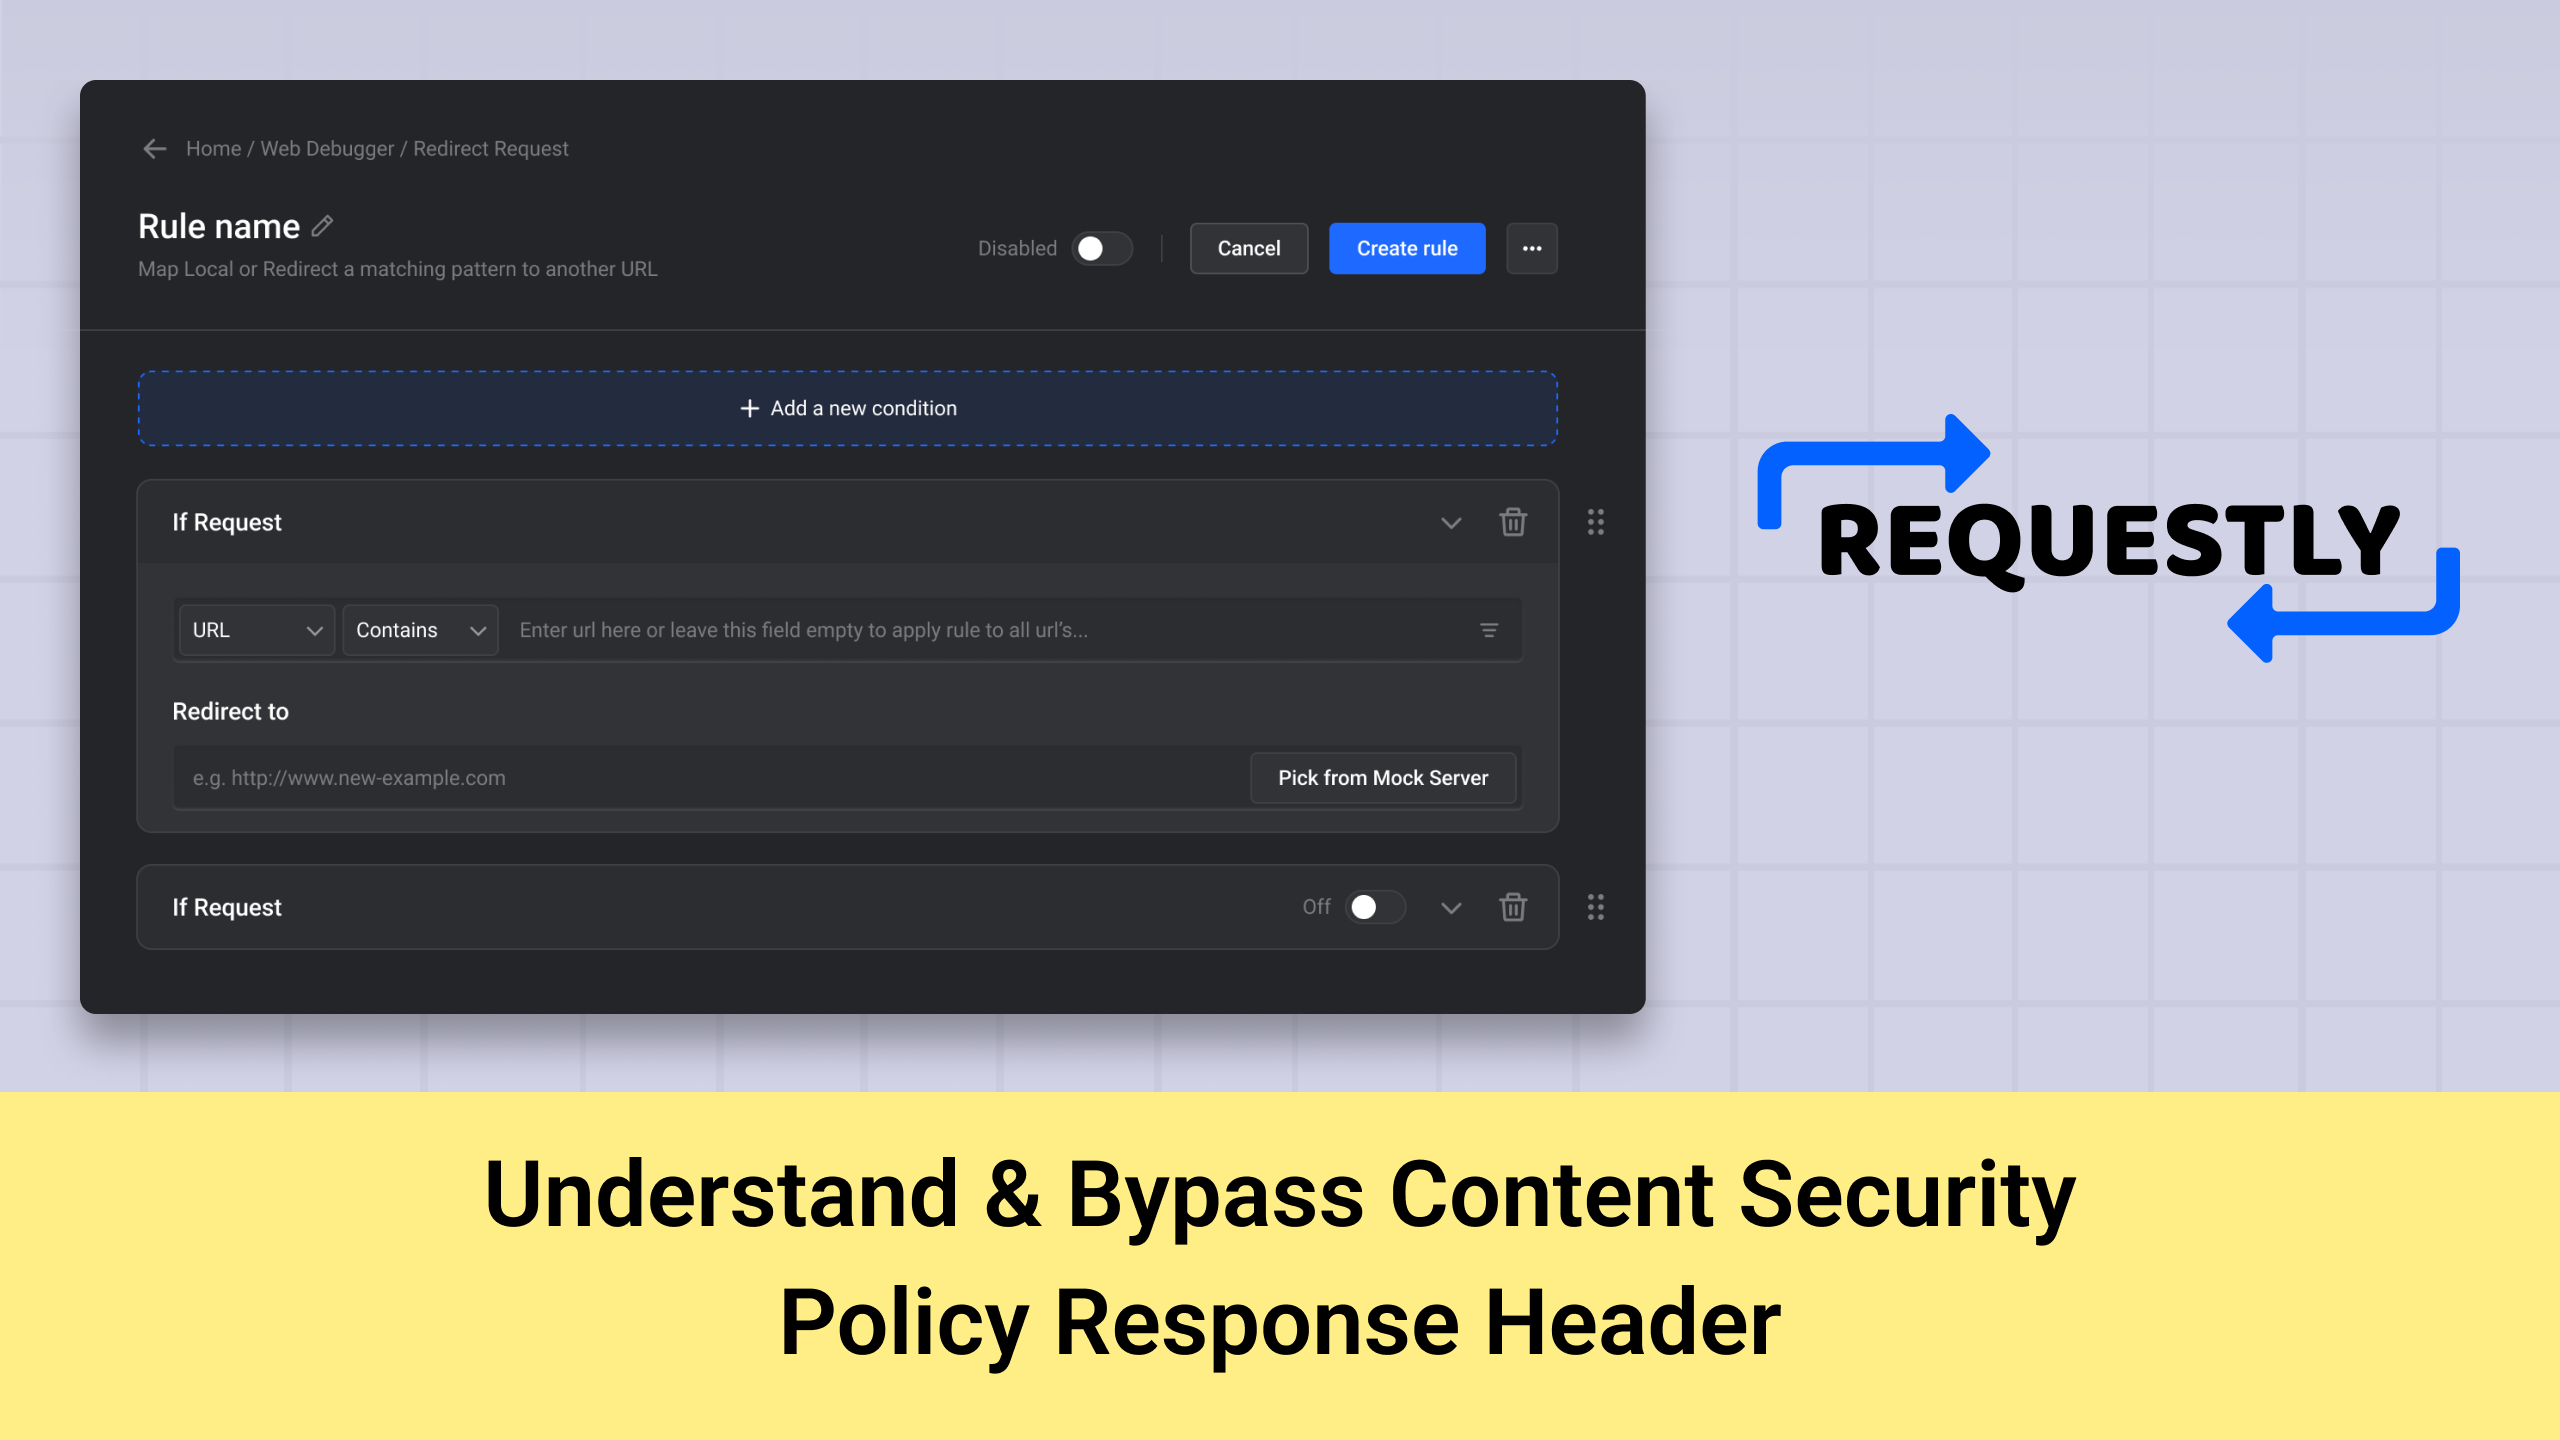 Home / Web Debugger / Redirect Request
Rule name
Map Local or Redirect a matching pattern to another URL
Disabled
Cancel
Create rule
Add a new condition
If Request
URL
Contains
Enter url here or leave this field empty to apply rule to all url's...
Redirect to
e.g. http://www.new-example.com
Pick from Mock Server
If Request
Off
REQUESTLY
Understand & Bypass Content Security
Policy Response Header